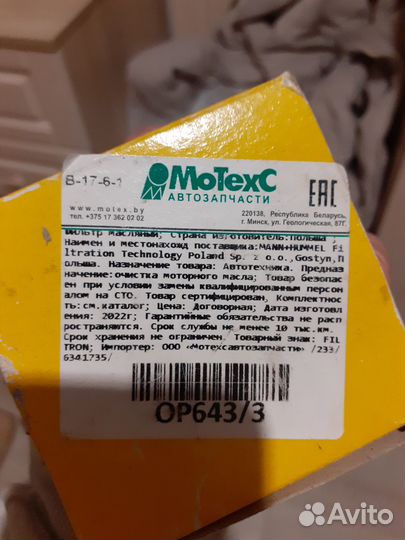 B-17-6-1
МоТехС
АВТОЗАПЧАСТИ
EAC
www.motex.by
тел. +375 17 362 02 02
220138, Республика Беларусь,
г. Минск, ул. Геологическая, 87Г
Фильтр масляный; Страна изготовитель:Польша ;
Наимен и местонахожд поставщика:MANN+HUMMEL Fi
ltration Technology Poland Sp. z o.o.,Gostyn,П
ольша. Назначение товара: Автотехника. Предназ
начение:очистка моторного масла; Товар безопас
ен при условии замены квалифицированным персон
алом на СТО. Товар сертифицирован, Комплектнос
ть:см.каталог; Цена: Договорная; Дата изготовл
ения: 2022г; Гарантийные обязательства не расп
ространяются. Срок службы не менее 10 тыс.км.
Срок хранения не ограничен. Товарный знак: FIL
TRON; Импортер: ООО «Мотексавтозапчасти» /233/
6341735/
OP643/3
Avito